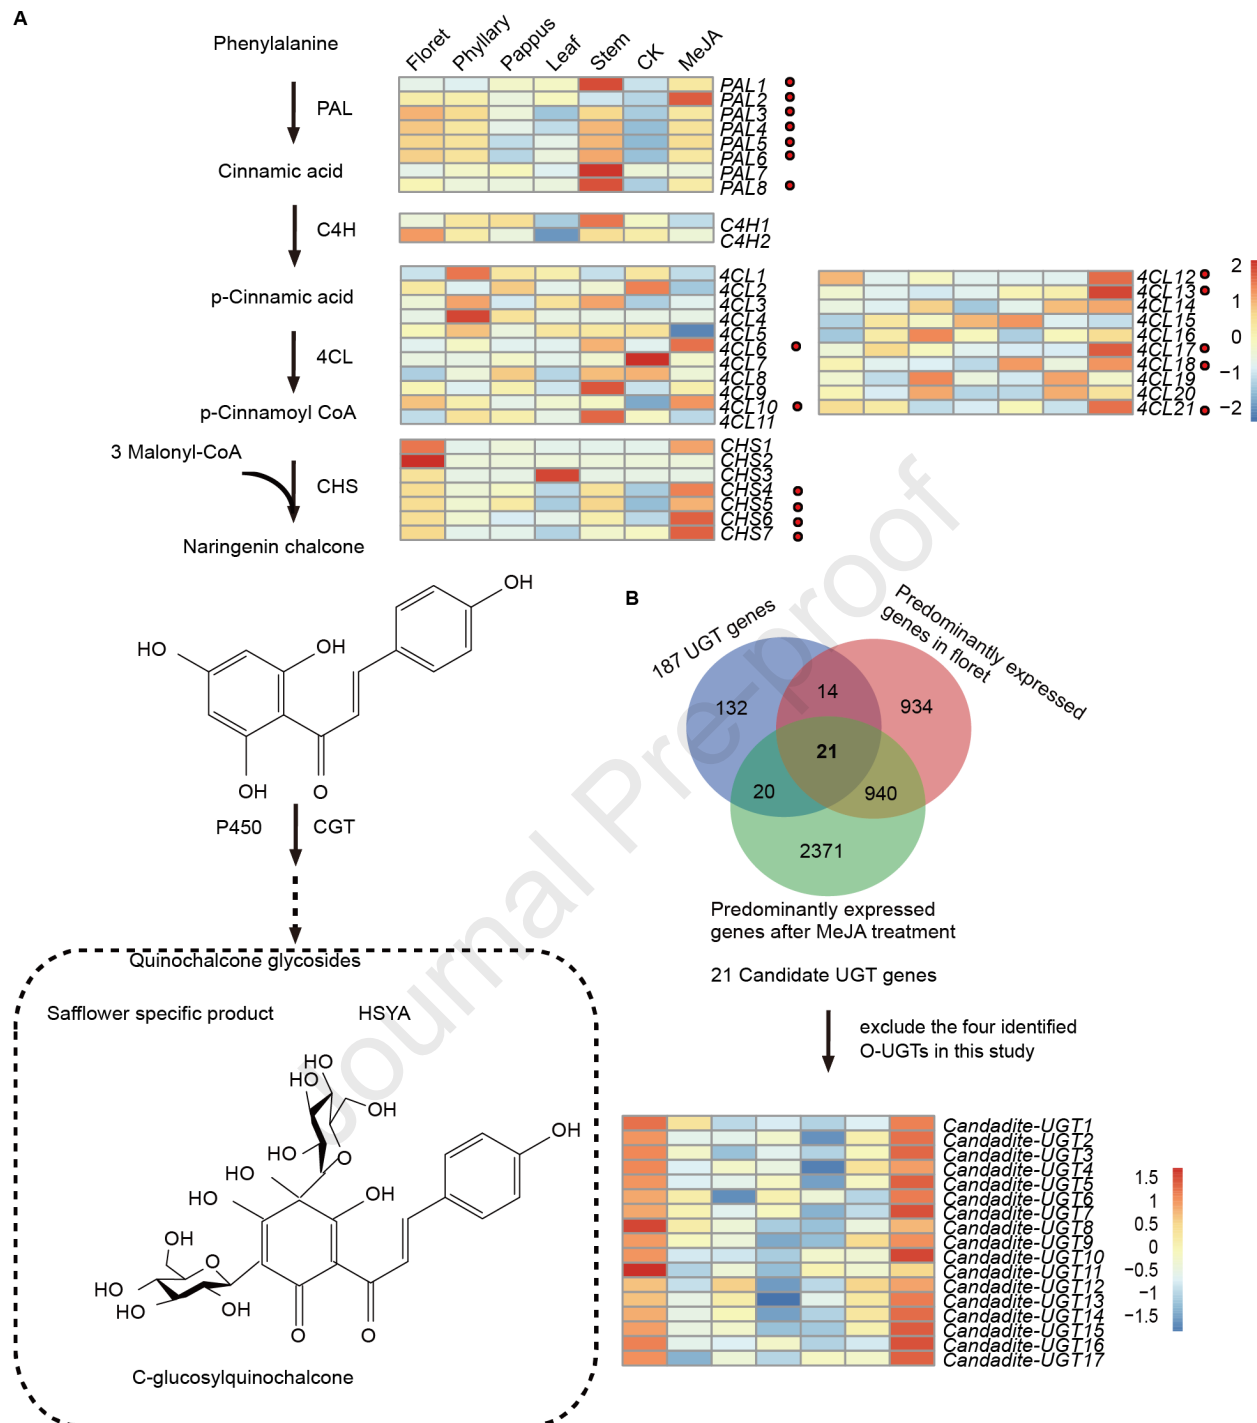 A
Phenylalanine
PAL
Cinnamic acid
C4H
p-Cinnamic acid
4CL
p-Cinnamoyl CoA
3 Malonyl-CoA
CHS
Naringenin chalcone
Floret
Phyllary
Pappus
Leaf
Stem
CK
MeJA
PAL1
PAL2
PAL3
PAL4
PAL5
PAL6
PAL7
PAL8
C4H1
C4H2
4CL1
4CL2
4CL3
4CL4
4CL5
4CL6
4CL7
4CL8
4CL9
4CL10
4CL11
4CL12
4CL13
4CL14
4CL15
4CL16
4CL17
4CL18
4CL19
4CL20
4CL21
2
1
0
−1
−2
CHS1
CHS2
CHS3
CHS4
CHS5
CHS6
CHS7
OH
HO
OH
OH
O
P450
CGT
Quinochalcone glycosides
Safflower specific product
HSYA
HO
HO
OH
HO
O
HO
HO
OH
OH
OH
O
HO
HO
OH
O
O
C-glucosylquinochalcone
B
187 UGT genes
Predominantly expressed
genes in floret
132
14
934
21
20
940
2371
Predominantly expressed
genes after MeJA treatment
21 Candidate UGT genes
exclude the four identified
O-UGTs in this study
Candadite-UGT1
Candadite-UGT2
Candadite-UGT3
Candadite-UGT4
Candadite-UGT5
Candadite-UGT6
Candadite-UGT7
Candadite-UGT8
Candadite-UGT9
Candadite-UGT10
Candadite-UGT11
Candadite-UGT12
Candadite-UGT13
Candadite-UGT14
Candadite-UGT15
Candadite-UGT16
Candadite-UGT17
1.5
1
0.5
0
−0.5
−1
−1.5
Journal Pre-proof